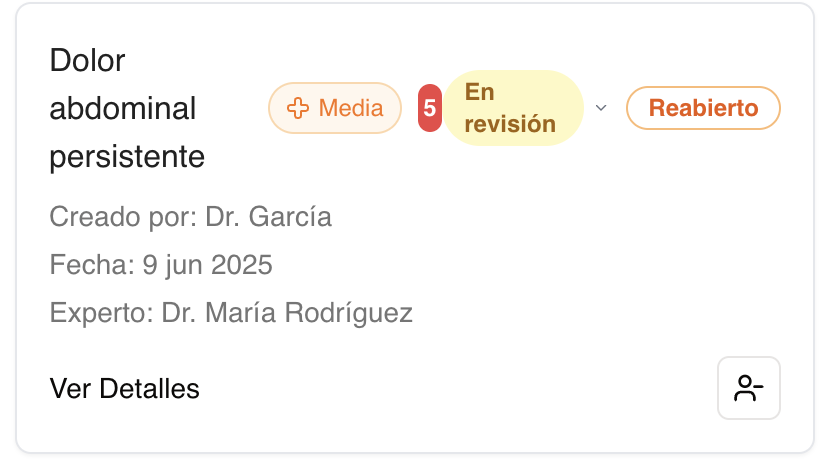 Dolor
abdominal
persistente
Media
5
En
revisión
Reabierto
Creado por: Dr. García
Fecha: 9 jun 2025
Experto: Dr. María Rodríguez
Ver Detalles